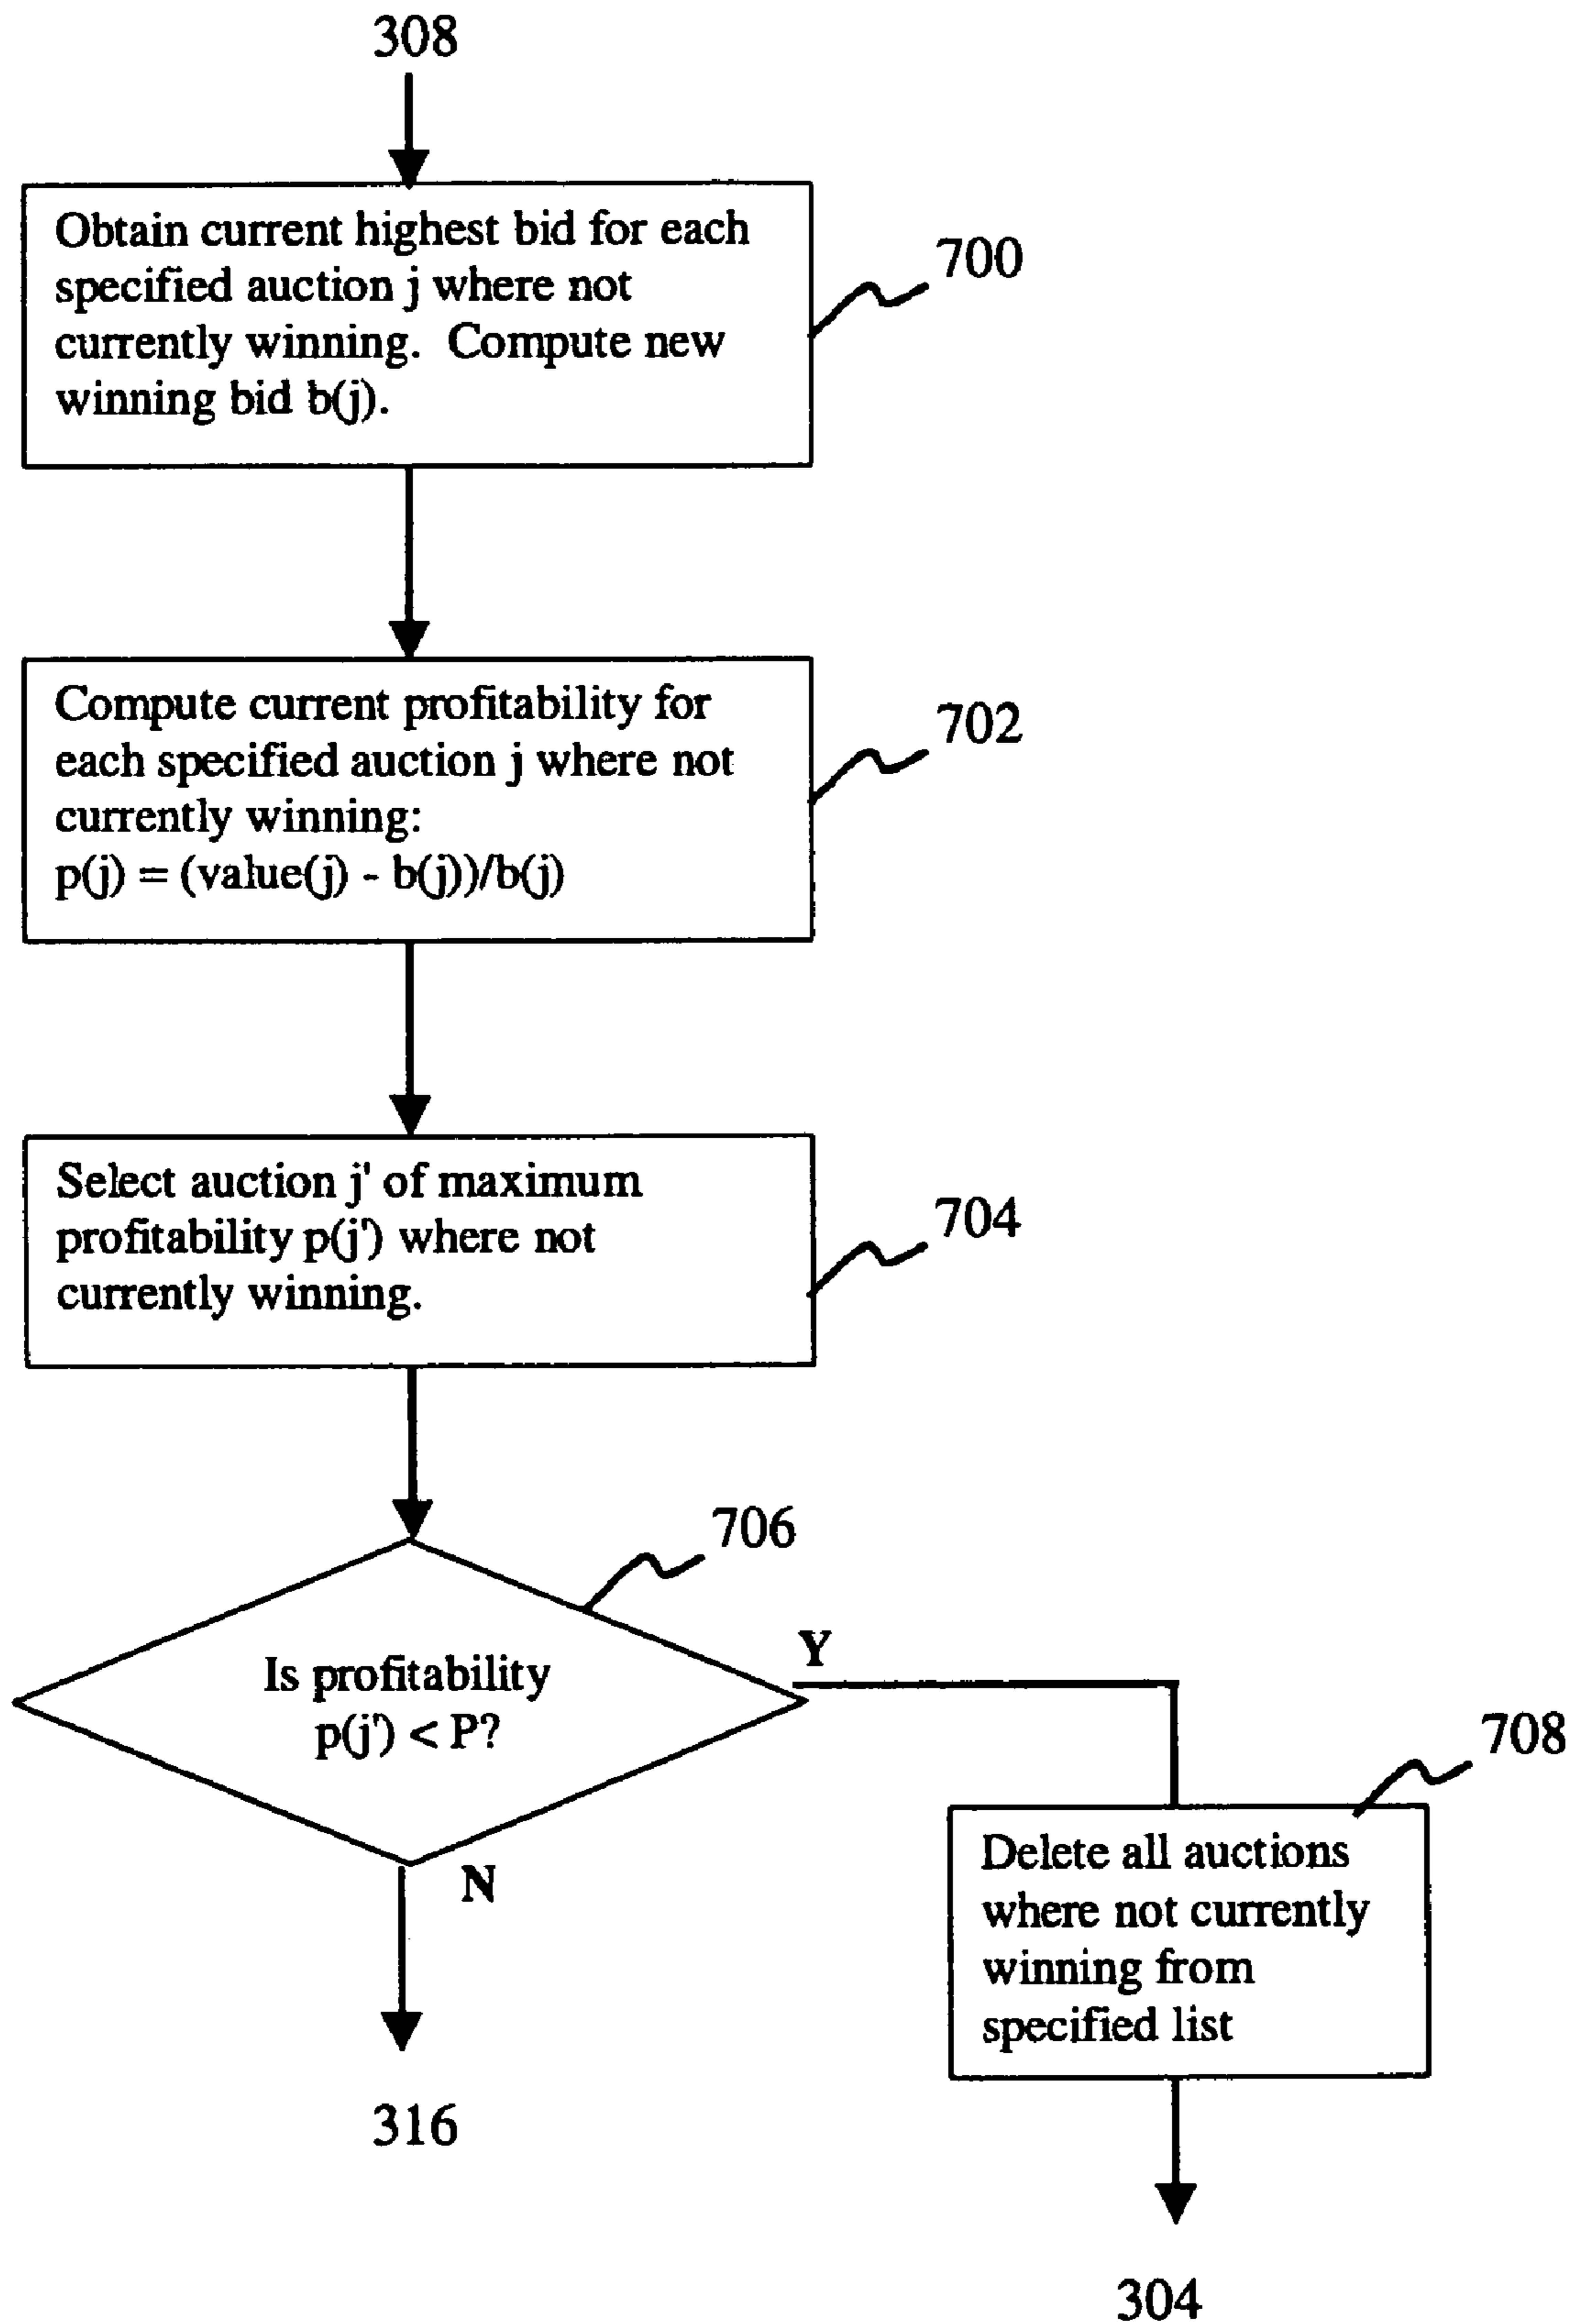 308
Obtain current highest bid for each
specified auction j where not
currently winning.  Compute new
winning bid b(j).
700
Compute current profitability for
each specified auction j where not
currently winning:
p(j) = (value(j) - b(j))/b(j)
702
Select auction j' of maximum
profitability p(j') where not
currently winning.
704
706
Is profitability
p(j') < P?
Y
N
708
Delete all auctions
where not currently
winning from
specified list
316
304